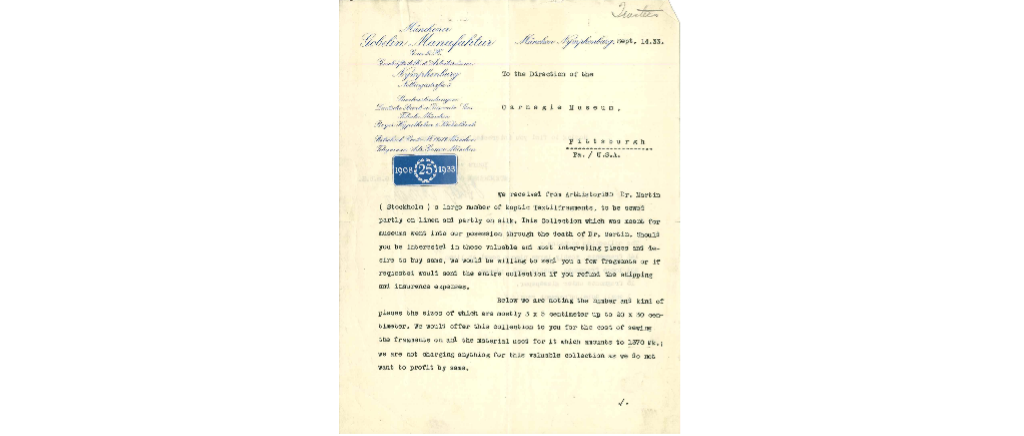 Trustees
Münchener
Gobelin-Manufaktur
G.m.b.H.
Nymphenburg
München-Nymphenburg, Sept. 14.33.
To the Direction of the
Carnegie Museum,
Pittsburgh
Pa./ U.S.A.
1908 25 1933
We received from Dr. Martin
( Stockholm ) a large number of koptic Textilfragments, to be sewed
partly on linen and partly on silk. This Collection which was meant for
museums went into our possession through the death of Dr. Martin. Should
you be interested in these valuable and most interesting pieces and de-
sire to buy same, we would be willing to send you a few fragments or if
requested would send the entire collection if you refund the shipping
and insurence expenses.
Below we are noting the number and kind of
pieces the sizes of which are mostly 3 x 5 centimeter up to 20 x 30 cen-
timeter. We would offer this collection to you for the cost of sewing
the fragments on and the material used for it which amounts to 1370 Mk.;
we are not charging anything for this valuable collection as we do not
want to profit by same.
./.